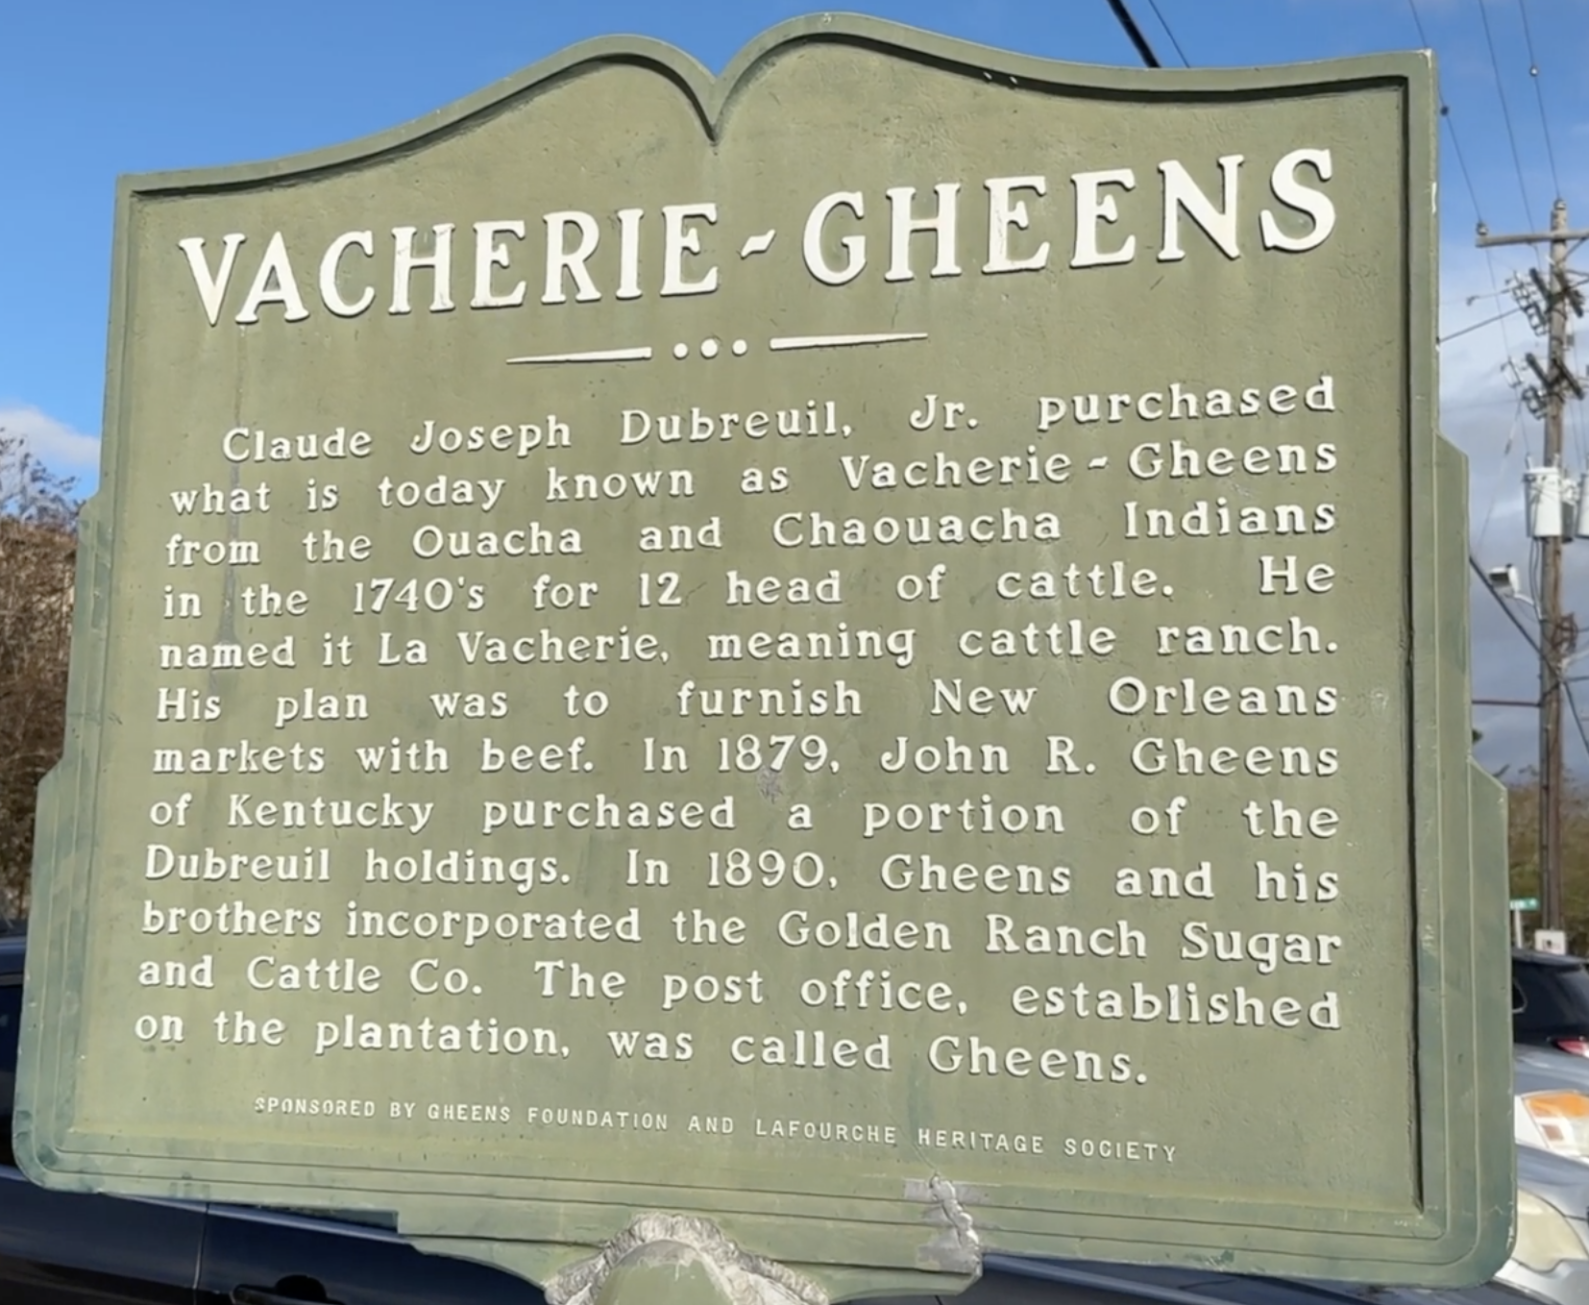 VACHERIE-GHEENS
Claude Joseph Dubreuil, Jr. purchased
what is today known as Vacherie-Gheens
from the Ouacha and Chaouacha Indians
in the 1740's for 12 head of cattle. He
named it La Vacherie, meaning cattle ranch.
His plan was to furnish New Orleans
markets with beef. In 1879, John R. Gheens
of Kentucky purchased a portion of the
Dubreuil holdings. In 1890, Gheens and his
brothers incorporated the Golden Ranch Sugar
and Cattle Co. The post office, established
on the plantation, was called Gheens.
SPONSORED BY GHEENS FOUNDATION AND LAFOURCHE HERITAGE SOCIETY